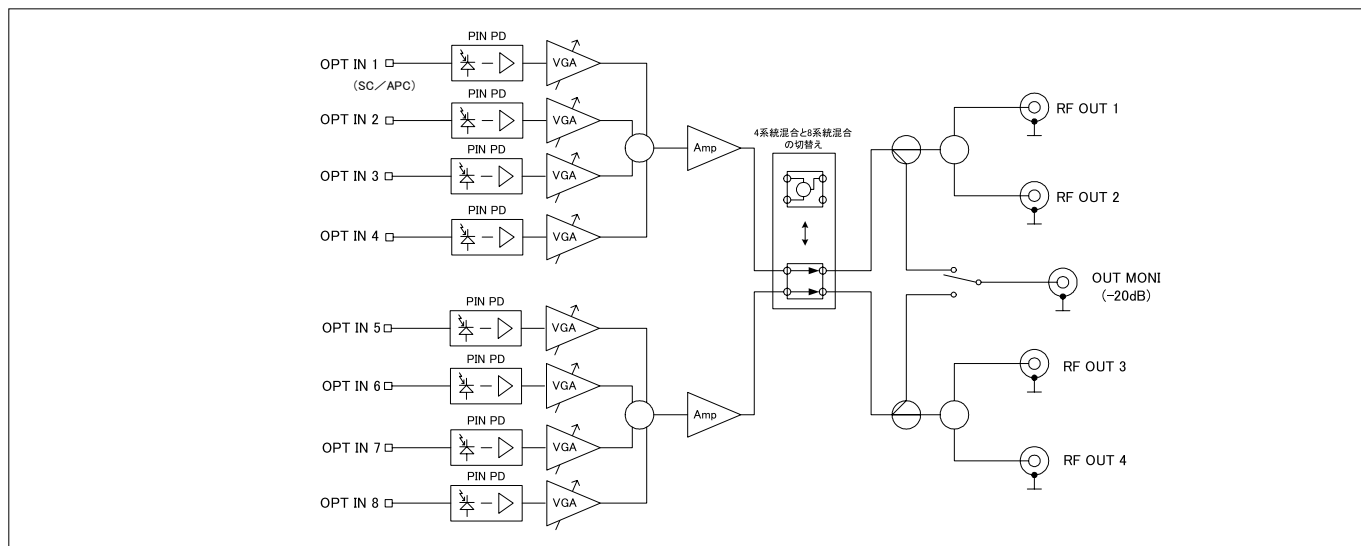 PIN PD
OPT IN 1
(SC/APC)
VGA
PIN PD
OPT IN 2
VGA
PIN PD
OPT IN 3
VGA
PIN PD
OPT IN 4
VGA
Amp
4系統混合と8系統混合
の切替え
RF OUT 1
RF OUT 2
OUT MONI
(-20dB)
PIN PD
OPT IN 5
VGA
PIN PD
OPT IN 6
VGA
PIN PD
OPT IN 7
VGA
PIN PD
OPT IN 8
VGA
Amp
RF OUT 3
RF OUT 4